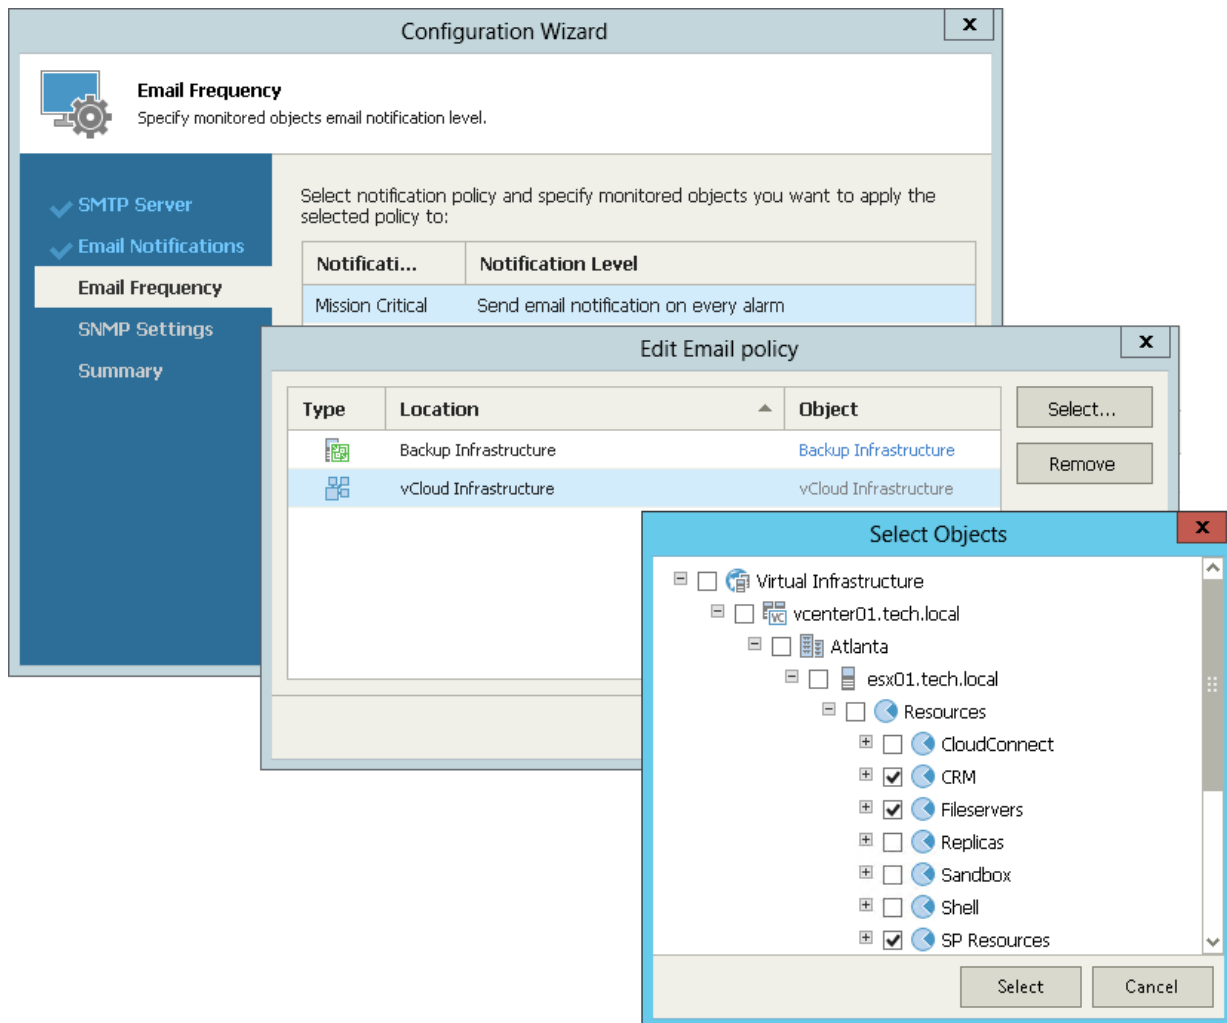 Configuration Wizard
x
Email Frequency
Specify monitored objects email notification level.
SMTP Server
Email Notifications
Email Frequency
SNMP Settings
Summary
Select notification policy and specify monitored objects you want to apply the
selected policy to:
Notificati... Notification Level
Mission Critical Send email notification on every alarm
Edit Email policy
x
Type Location Object
Backup Infrastructure Backup Infrastructure
vCloud Infrastructure vCloud Infrastructure
Select...
Remove
Select Objects
x
Virtual Infrastructure
VC vcenter01.tech.local
Atlanta
esx01.tech.local
Resources
CloudConnect
CRM
Fileservers
Replicas
Sandbox
Shell
SP Resources
Select Cancel